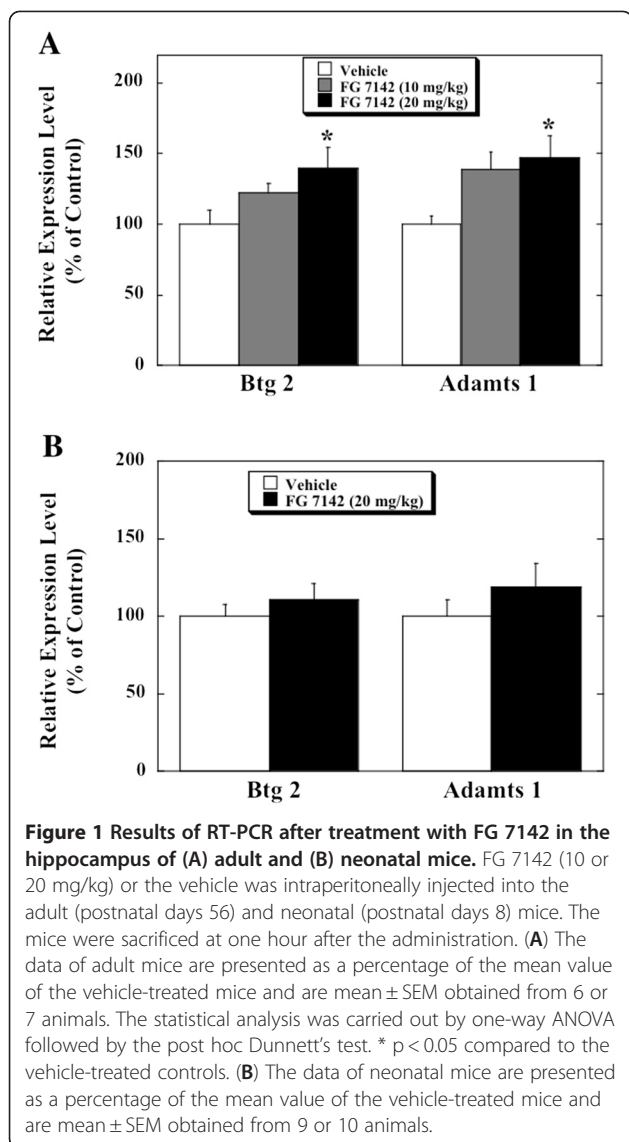 A
200
150
100
50
0
Relative Expression Level
(% of Control)
Vehicle
FG 7142 (10 mg/kg)
FG 7142 (20 mg/kg)
*
*
Btg 2
Adamts 1
B
200
150
100
50
0
Relative Expression Level
(% of Control)
Vehicle
FG 7142 (20 mg/kg)
Btg 2
Adamts 1
Figure 1 Results of RT-PCR after treatment with FG 7142 in the
hippocampus of (A) adult and (B) neonatal mice. FG 7142 (10 or
20 mg/kg) or the vehicle was intraperitoneally injected into the
adult (postnatal days 56) and neonatal (postnatal days 8) mice. The
mice were sacrificed at one hour after the administration. (A) The
data of adult mice are presented as a percentage of the mean value
of the vehicle-treated mice and are mean ± SEM obtained from 6 or
7 animals. The statistical analysis was carried out by one-way ANOVA
followed by the post hoc Dunnett's test. * p < 0.05 compared to the
vehicle-treated controls. (B) The data of neonatal mice are presented
as a percentage of the mean value of the vehicle-treated mice and
are mean ± SEM obtained from 9 or 10 animals.